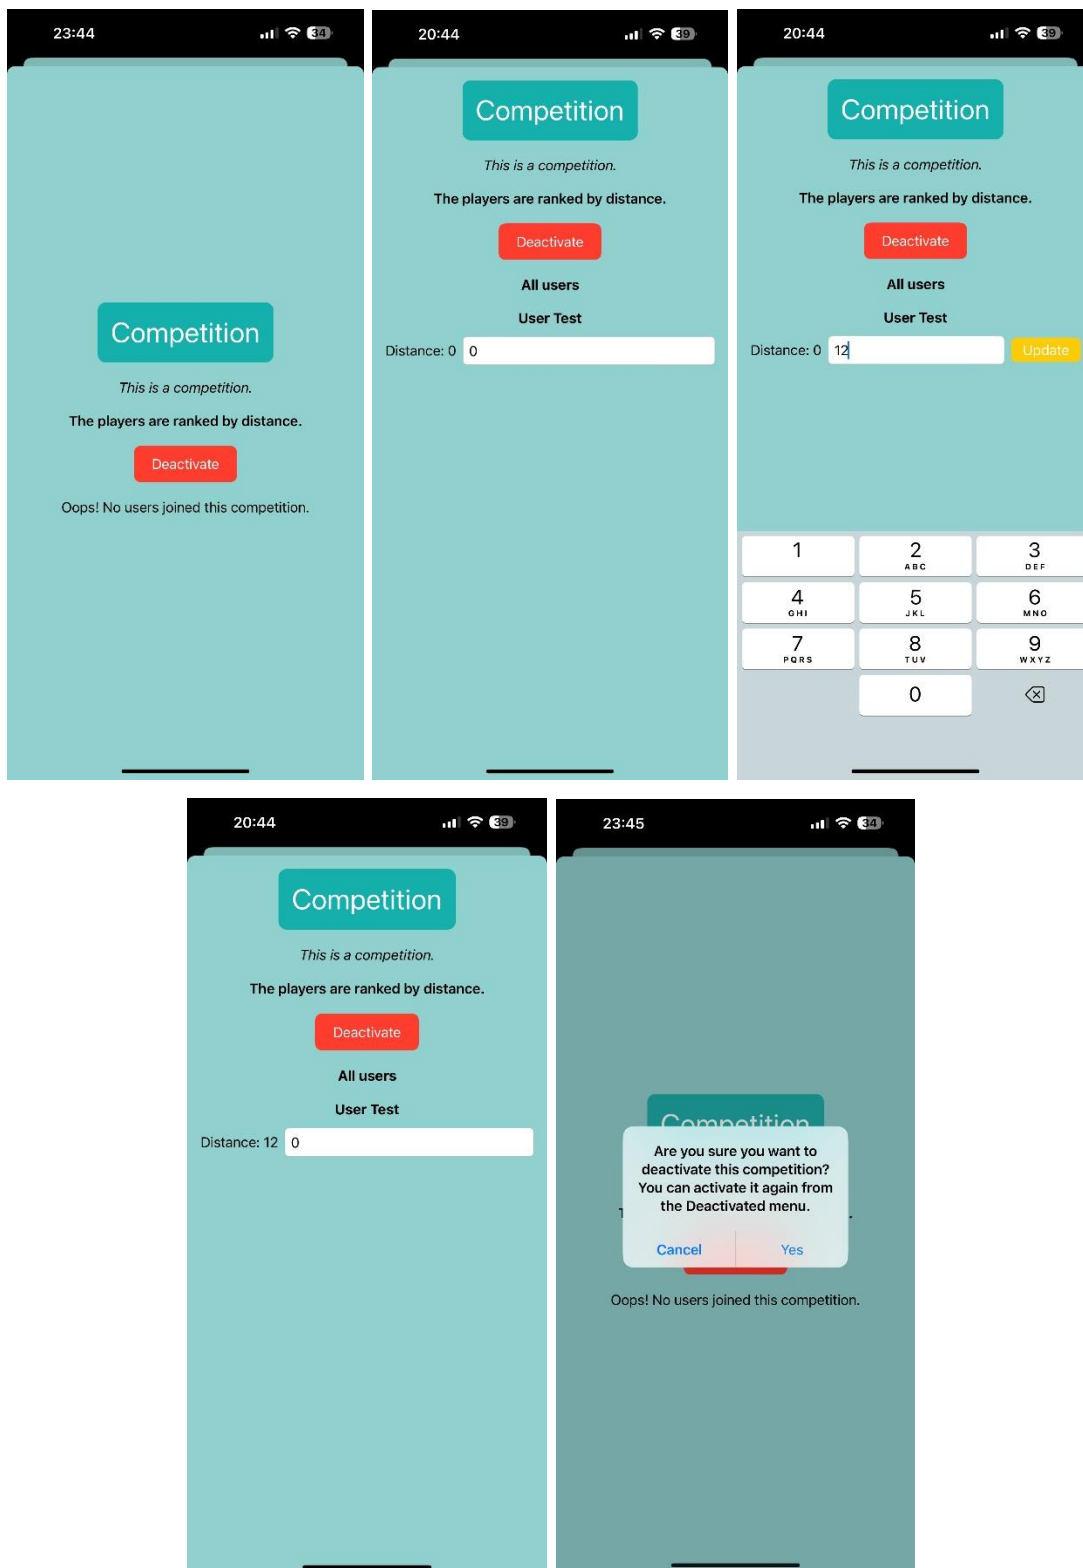 23:44
34
Competition
This is a competition.
The players are ranked by distance.
Deactivate
Oops! No users joined this competition.
20:44
39
Competition
This is a competition.
The players are ranked by distance.
Deactivate
All users
User Test
Distance: 0 0
20:44
39
Competition
This is a competition.
The players are ranked by distance.
Deactivate
All users
User Test
Distance: 0 12 Update
1 2 3
ABC DEF
4 5 6
GHI JKL MNO
7 8 9
PQRS TUV WXYZ
0
20:44
39
Competition
This is a competition.
The players are ranked by distance.
Deactivate
All users
User Test
Distance: 12 0
23:45
34
Competition
Are you sure you want to
deactivate this competition?
You can activate it again from
the Deactivated menu.
Cancel Yes
Oops! No users joined this competition.